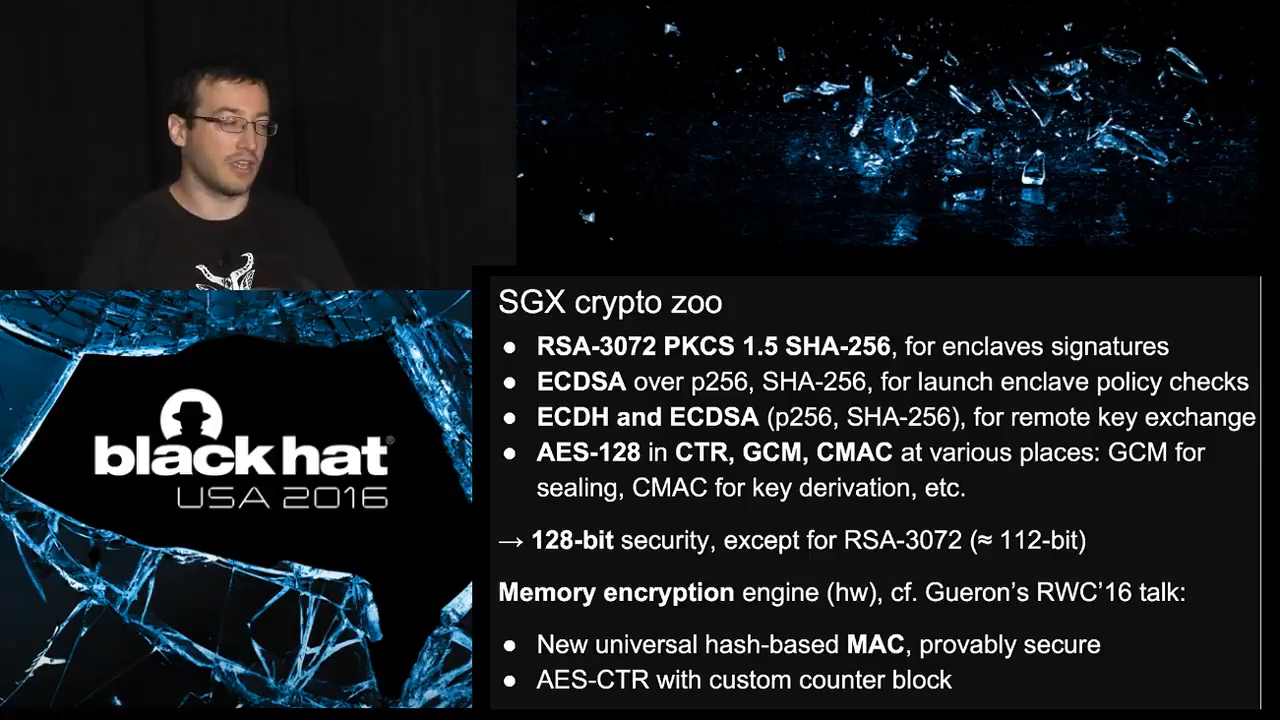 black hat®
USA 2016
SGX crypto zoo
● RSA-3072 PKCS 1.5 SHA-256, for enclaves signatures
● ECDSA over p256, SHA-256, for launch enclave policy checks
● ECDH and ECDSA (p256, SHA-256), for remote key exchange
● AES-128 in CTR, GCM, CMAC at various places: GCM for
sealing, CMAC for key derivation, etc.
→ 128-bit security, except for RSA-3072 (≈ 112-bit)
Memory encryption engine (hw), cf. Gueron’s RWC’16 talk:
● New universal hash-based MAC, provably secure
● AES-CTR with custom counter block